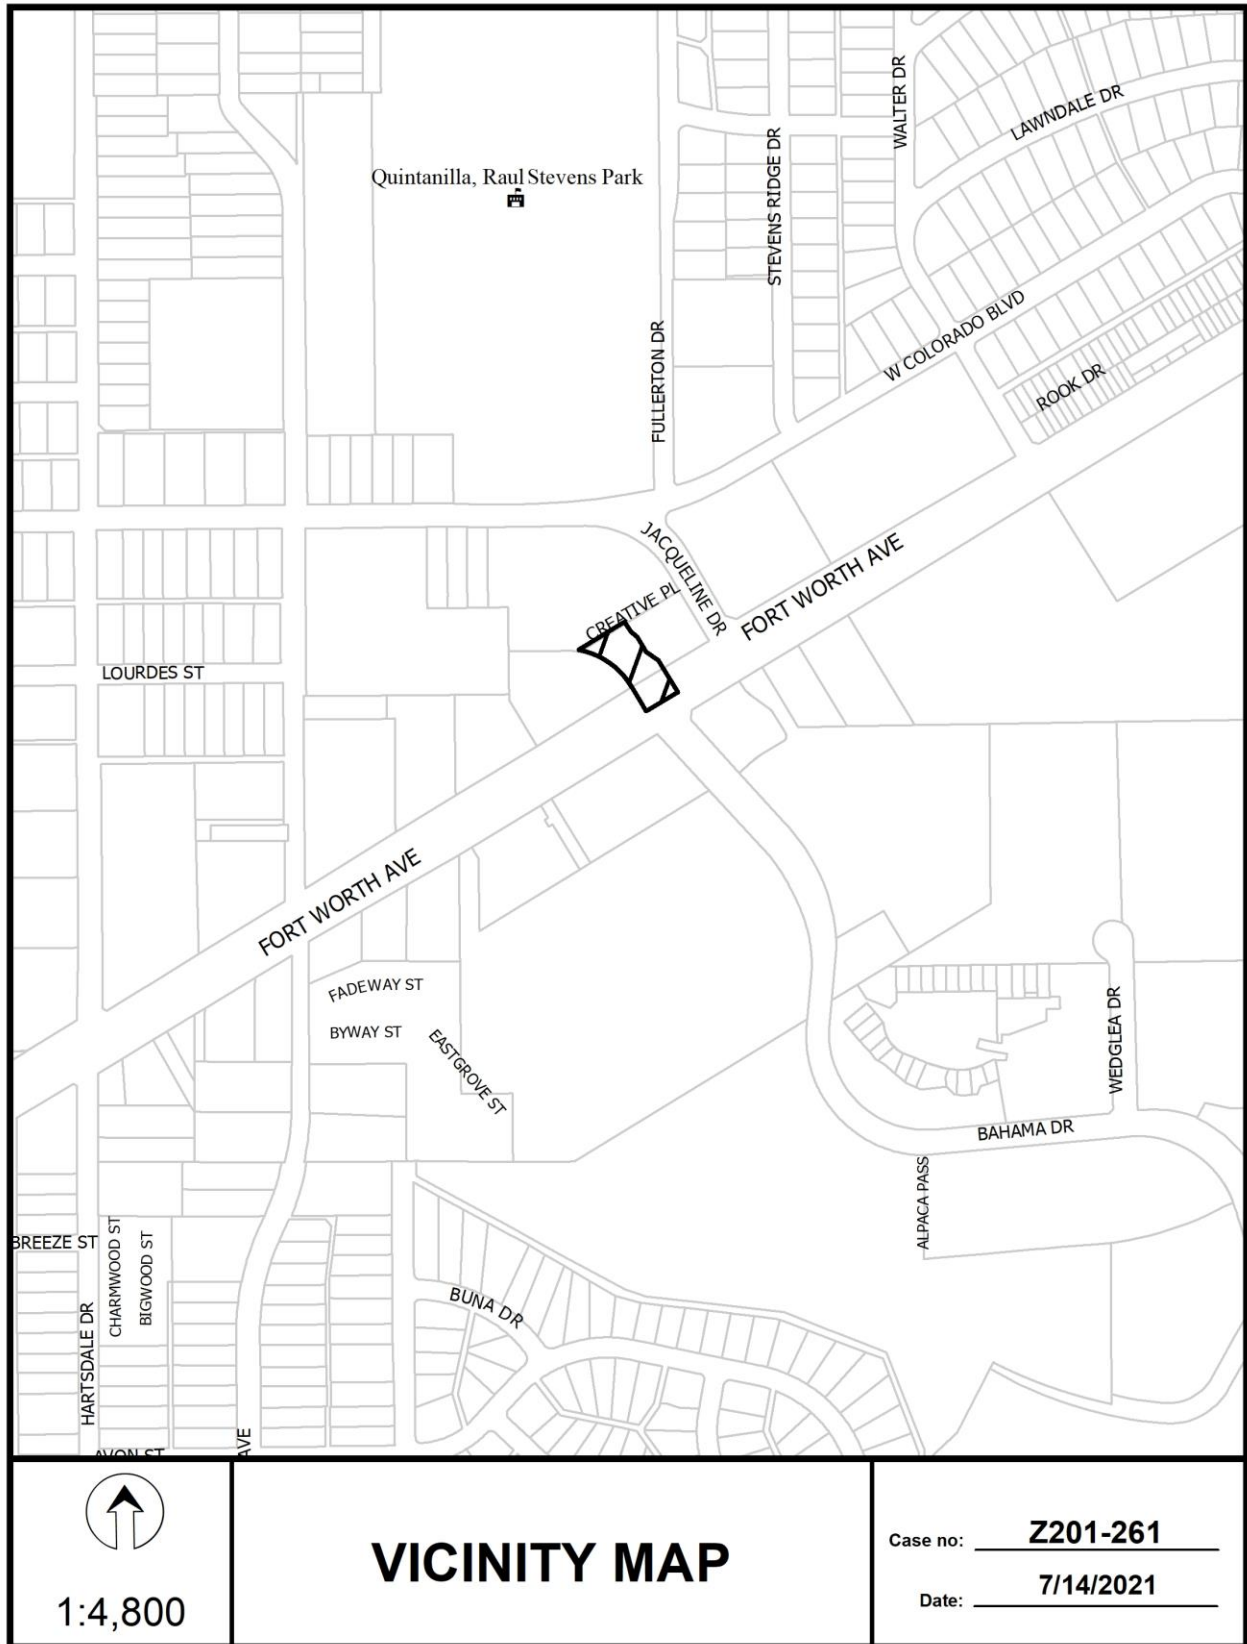 WALTER DR
LAWNDALE DR
Quintanilla, Raul Stevens Park
STEVENS RIDGE DR
W COLORADO BLVD
FULLERTON DR
ROOK DR
JACQUELINE DR
FORT WORTH AVE
CREATIVE PL
LOURDES ST
FORT WORTH AVE
FADEWAY ST
BYWAY ST
EASTGROVE ST
WEDGLEA DR
BAHAMA DR
ALPACA PASS
BREEZE ST
CHARMWOOD ST
BIGWOOD ST
HARTSDALE DR
BUNA DR
AVON ST
AVE
1:4,800
VICINITY MAP
Case no: Z201-261
Date: 7/14/2021